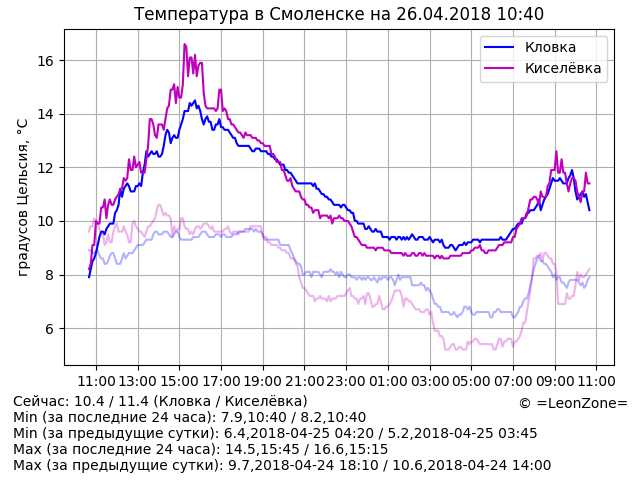 Температура в Смоленске на 26.04.2018 10:40
Кловка
Киселёвка
градусов Цельсия, °C
16
14
12
10
8
6
11:00 13:00 15:00 17:00 19:00 21:00 23:00 01:00 03:00 05:00 07:00 09:00 11:00
Сейчас: 10.4 / 11.4 (Кловка / Киселёвка)
© =LeonZone=
Min (за последние 24 часа): 7.9,10:40 / 8.2,10:40
Min (за предыдущие сутки): 6.4,2018-04-25 04:20 / 5.2,2018-04-25 03:45
Max (за последние 24 часа): 14.5,15:45 / 16.6,15:15
Max (за предыдущие сутки): 9.7,2018-04-24 18:10 / 10.6,2018-04-24 14:00